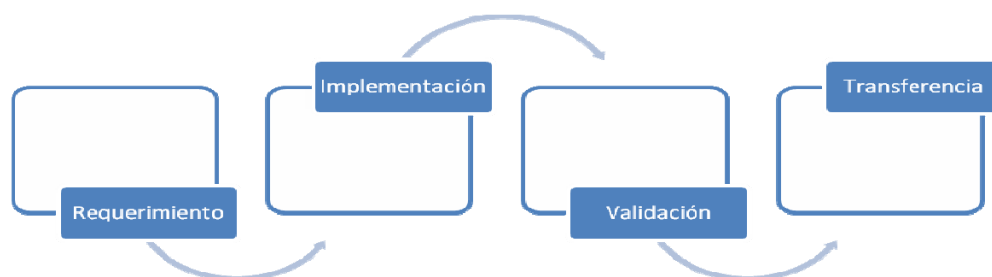 Requerimiento
Implementación
Validación
Transferencia